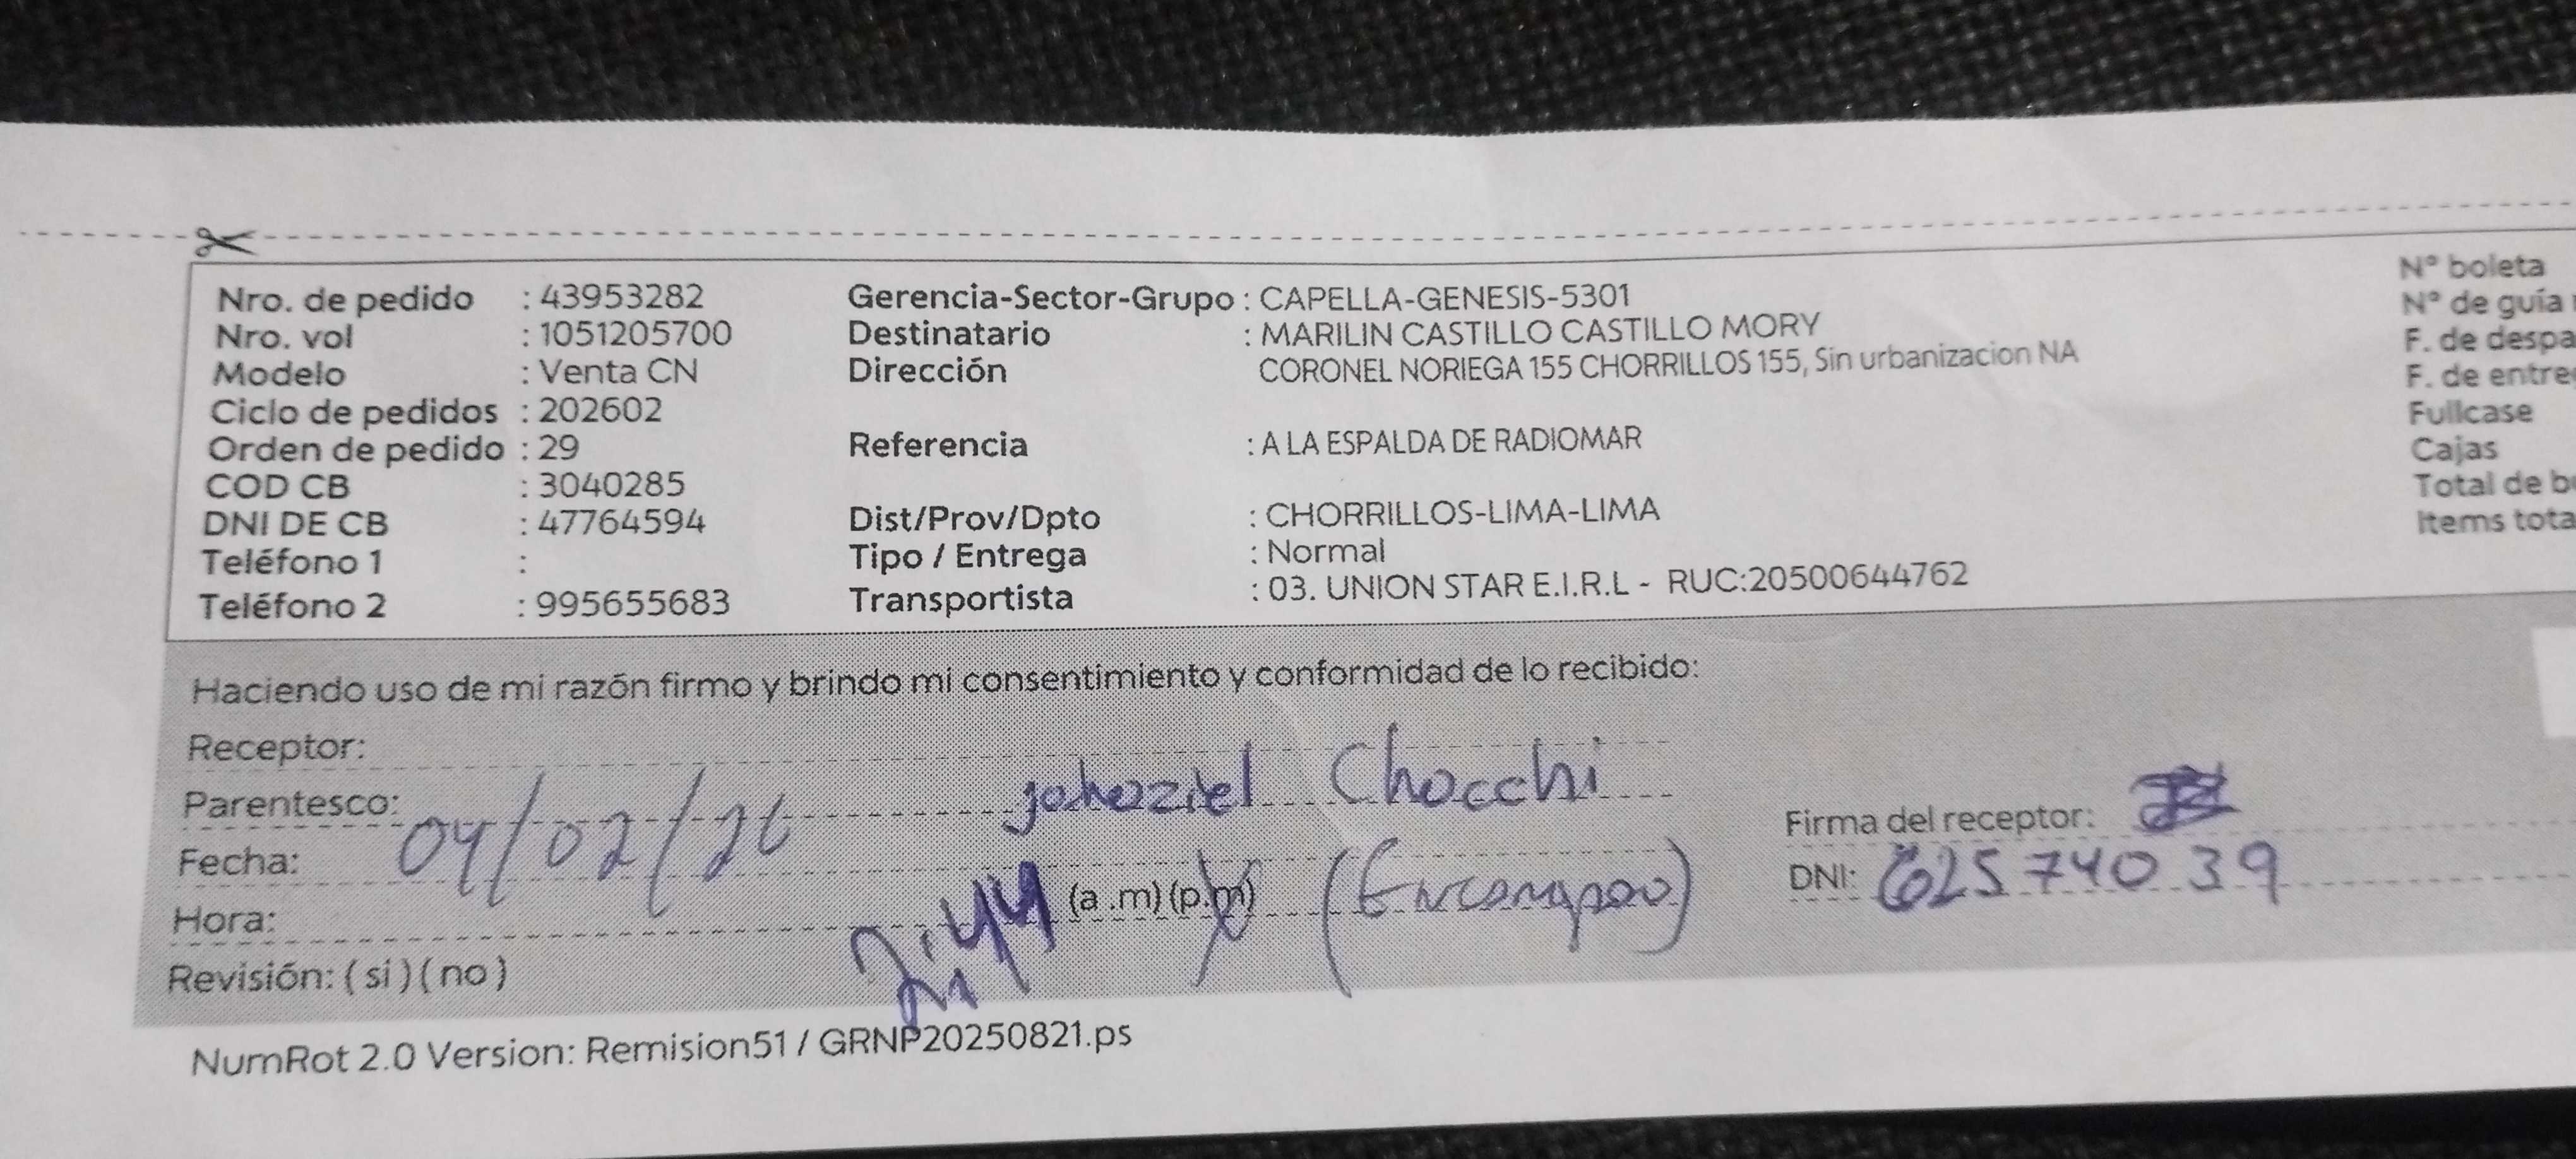 Nro. de pedido : 43953282 Gerencia-Sector-Grupo : CAPELLA-GENESIS-5301 N° boleta
Nro. vol : 1051205700 Destinatario : MARILIN CASTILLO CASTILLO MORY N° de guía
Modelo : Venta CN Dirección CORONEL NORIEGA 155 CHORRILLOS 155, Sin urbanizacion NA F. de despa
Ciclo de pedidos : 202602 F. de entre
Orden de pedido : 29 Referencia : A LA ESPALDA DE RADIOMAR Fullcase
COD CB : 3040285 Cajas
DNI DE CB : 47764594 Dist/Prov/Dpto : CHORRILLOS-LIMA-LIMA Total de b
Teléfono 1 : Tipo / Entrega : Normal Items tota
Teléfono 2 : 995655683 Transportista : 03. UNION STAR E.I.R.L - RUC:20500644762
Haciendo uso de mi razón firmo y brindo mi consentimiento y conformidad de lo recibido:
Receptor:
Parentesco: Chocchi Firma del receptor:
Fecha: 04/02/26 DNI: 62574039
Hora: (a .m) (p.m)
Revisión: ( si ) ( no )
NumRot 2.0 Version: Remision51 / GRNP20250821.ps